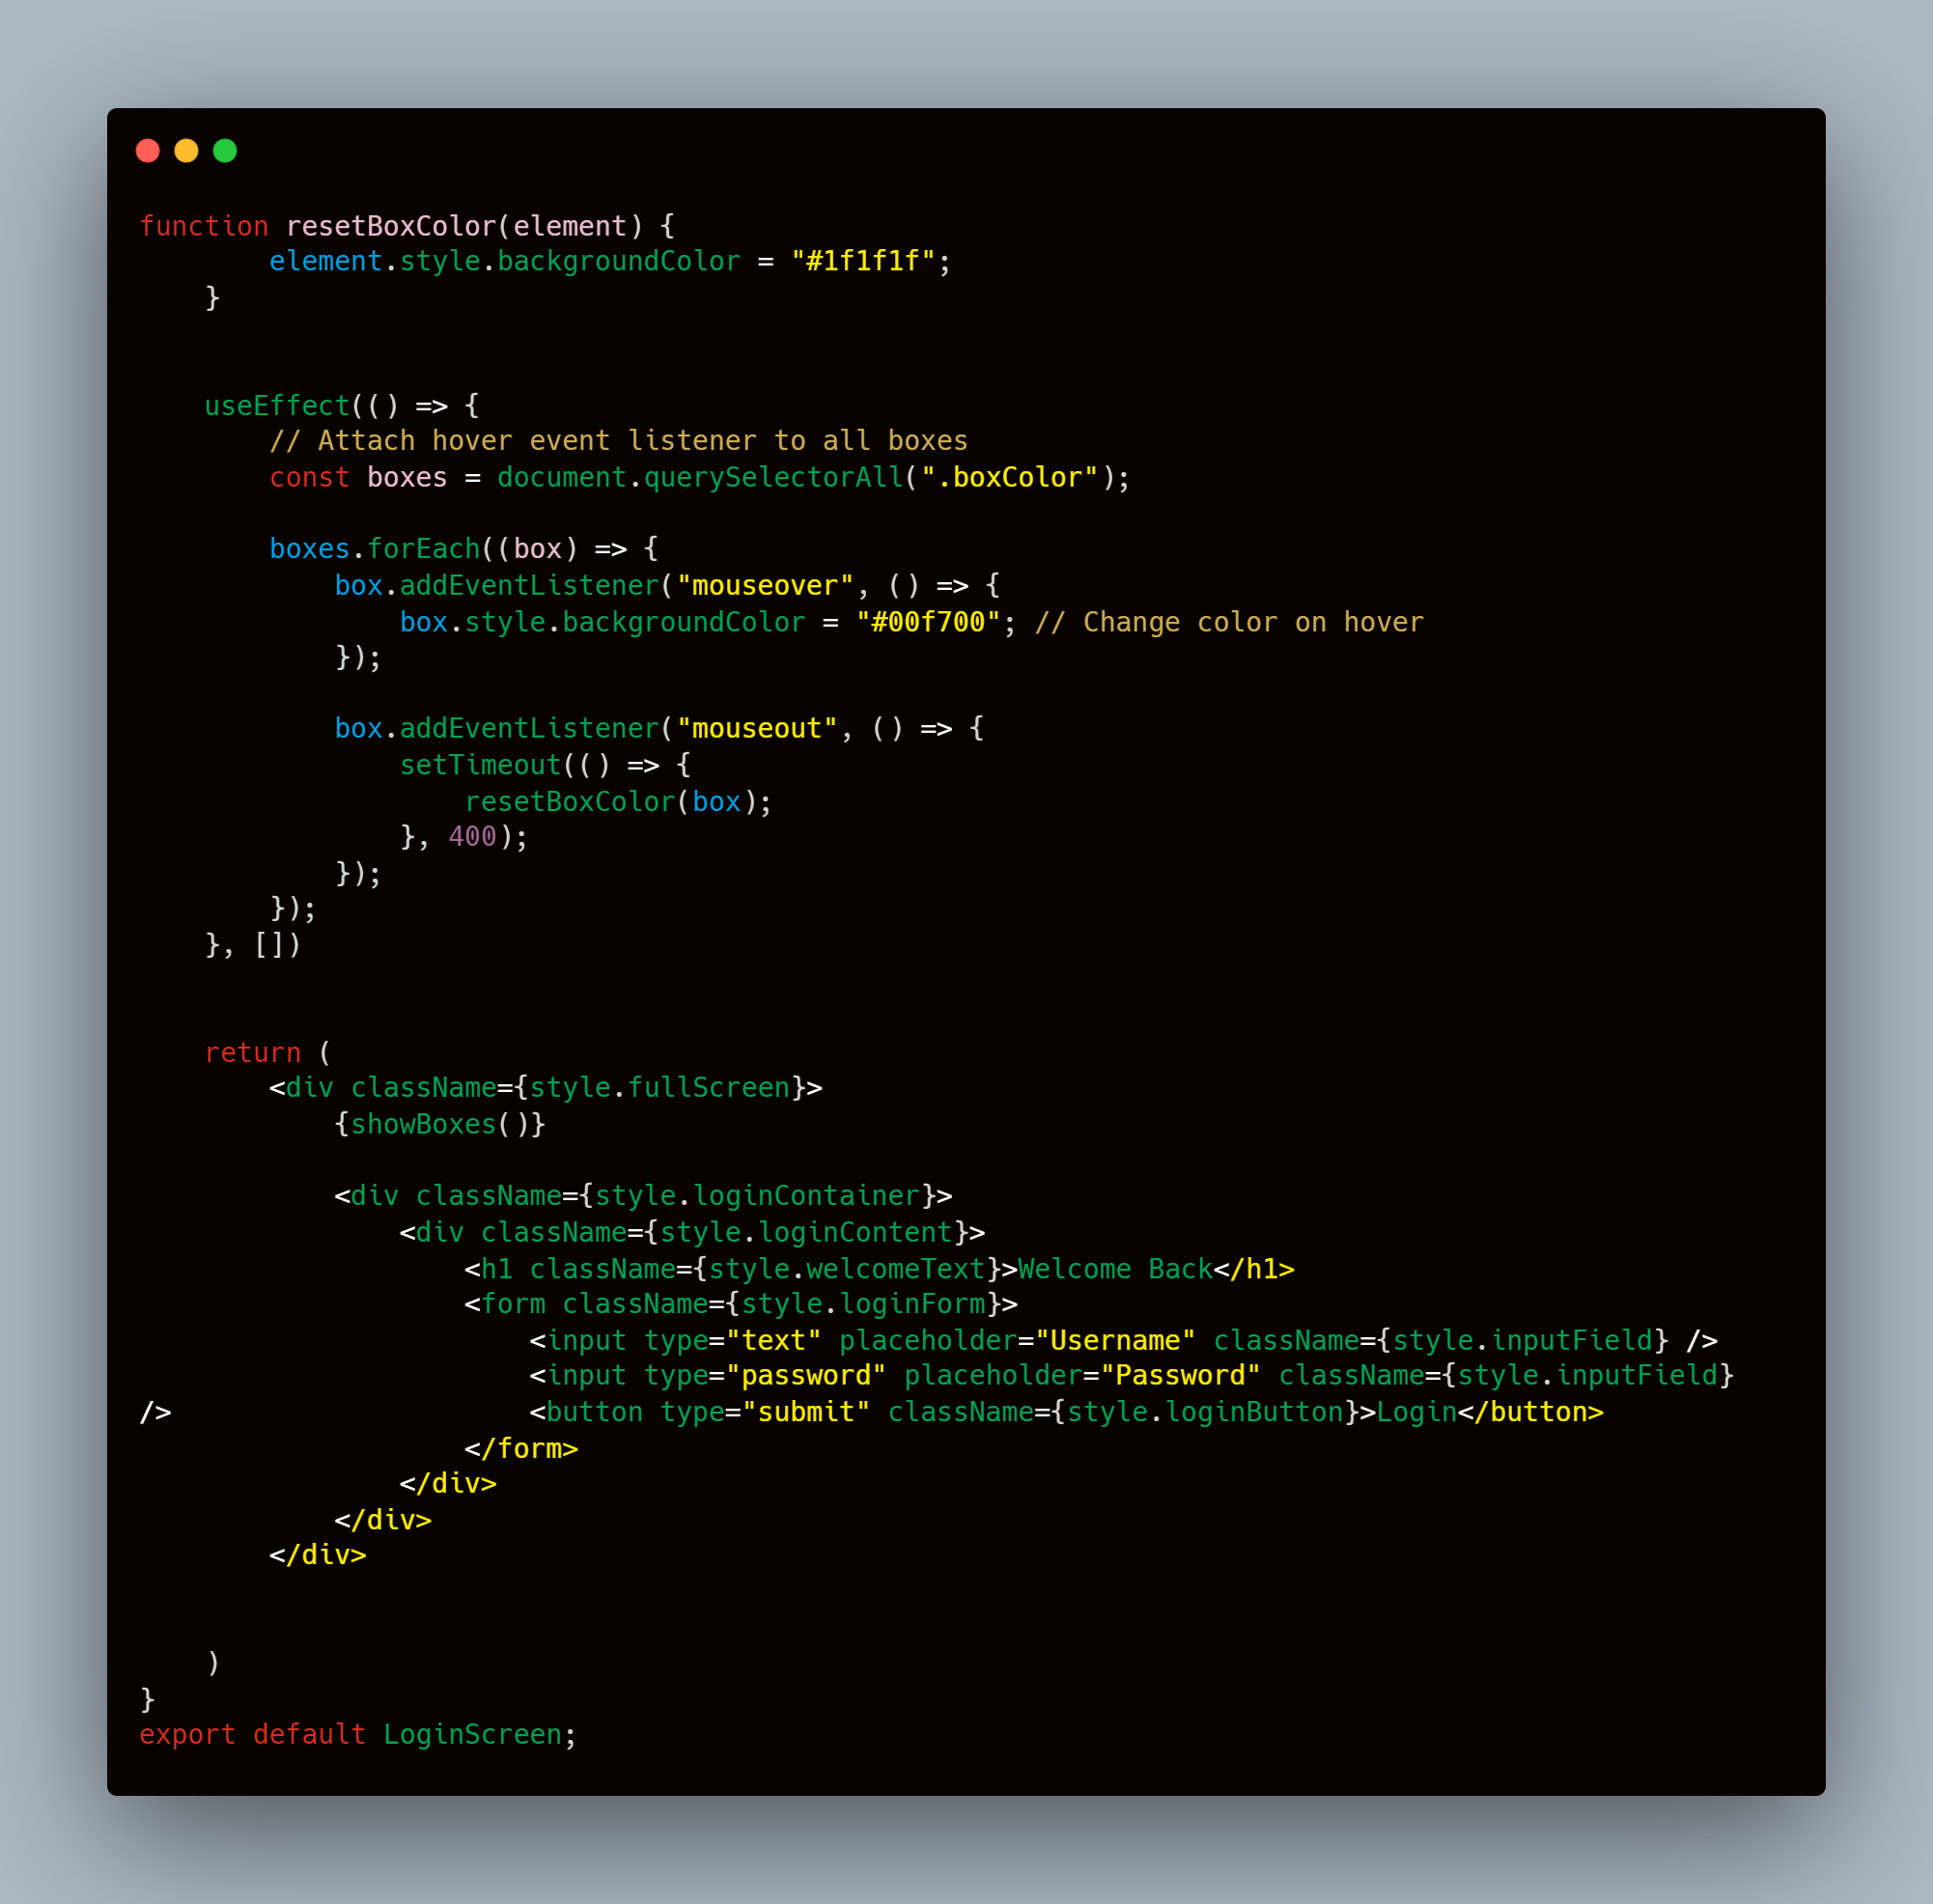 function resetBoxColor(element) {
        element.style.backgroundColor = "#1f1f1f";
    }

    useEffect(() => {
        // Attach hover event listener to all boxes
        const boxes = document.querySelectorAll(".boxColor");

        boxes.forEach((box) => {
            box.addEventListener("mouseover", () => {
                box.style.backgroundColor = "#00f700"; // Change color on hover
            });

            box.addEventListener("mouseout", () => {
                setTimeout(() => {
                    resetBoxColor(box);
                }, 400);
            });
        });
    }, [])

    return (
        <div className={style.fullScreen}>
            {showBoxes()}

            <div className={style.loginContainer}>
                <div className={style.loginContent}>
                    <h1 className={style.welcomeText}>Welcome Back</h1>
                    <form className={style.loginForm}>
                        <input type="text" placeholder="Username" className={style.inputField} />
                        <input type="password" placeholder="Password" className={style.inputField}
/>                      <button type="submit" className={style.loginButton}>Login</button>
                    </form>
                </div>
            </div>
        </div>

    )
}
export default LoginScreen;